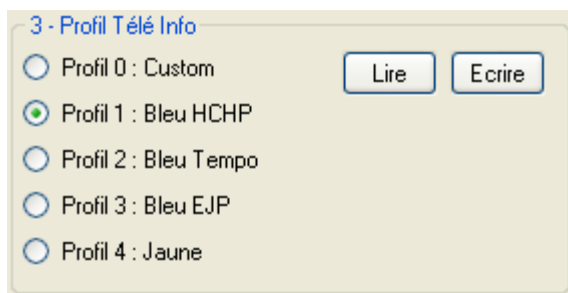 3 - Profil Télé Info
Profil 0 : Custom
Lire
Ecrire
Profil 1 : Bleu HCHP
Profil 2 : Bleu Tempo
Profil 3 : Bleu EJP
Profil 4 : Jaune